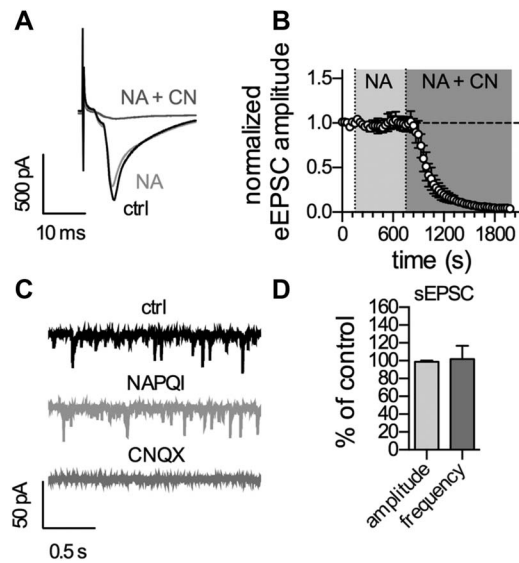 A
NA + CN
NA
ctrl
500 pA
10 ms
B
NA
NA + CN
normalized
eEPSC amplitude
1.5
1.0
0.5
0.0
0
600
1200
1800
time (s)
C
ctrl
NAPQI
CNQX
50 pA
0.5 s
D
sEPSC
% of control
160
140
120
100
80
60
40
20
0
amplitude
frequency